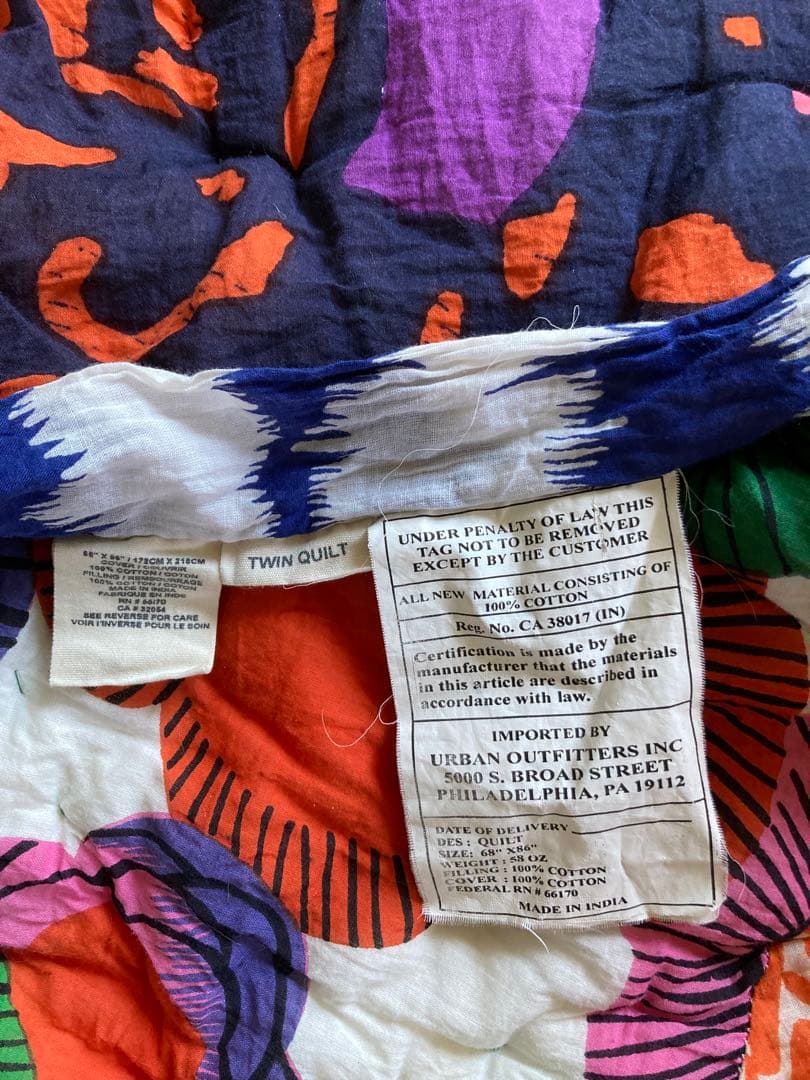 68" X 86" / 172CM X 218CM
COVER / COUVRIR
100% COTTON / COTON
FILLING / REMBOURRAGE
100% COTTON / COTON
FABRIQUE EN INDE
RN # 66170
CA # 32054
SEE REVERSE FOR CARE
VOIR l'INVERSE POUR LE SOIN
TWIN QUILT
UNDER PENALTY OF LAW THIS
TAG NOT TO BE REMOVED
EXCEPT BY THE CUSTOMER
ALL NEW MATERIAL CONSISTING OF
100% COTTON
Reg. No. CA 38017 (IN)
Certification is made by the
manufacturer that the materials
in this article are described in
accordance with law.
IMPORTED BY
URBAN OUTFITTERS INC
5000 S. BROAD STREET
PHILADELPHIA, PA 19112
DATE OF DELIVERY
DES : QUILT
SIZE: 68" X86"
WEIGHT : 58 OZ
FILLING : 100% COTTON
COVER : 100% COTTON
FEDERAL RN # 66170
MADE IN INDIA